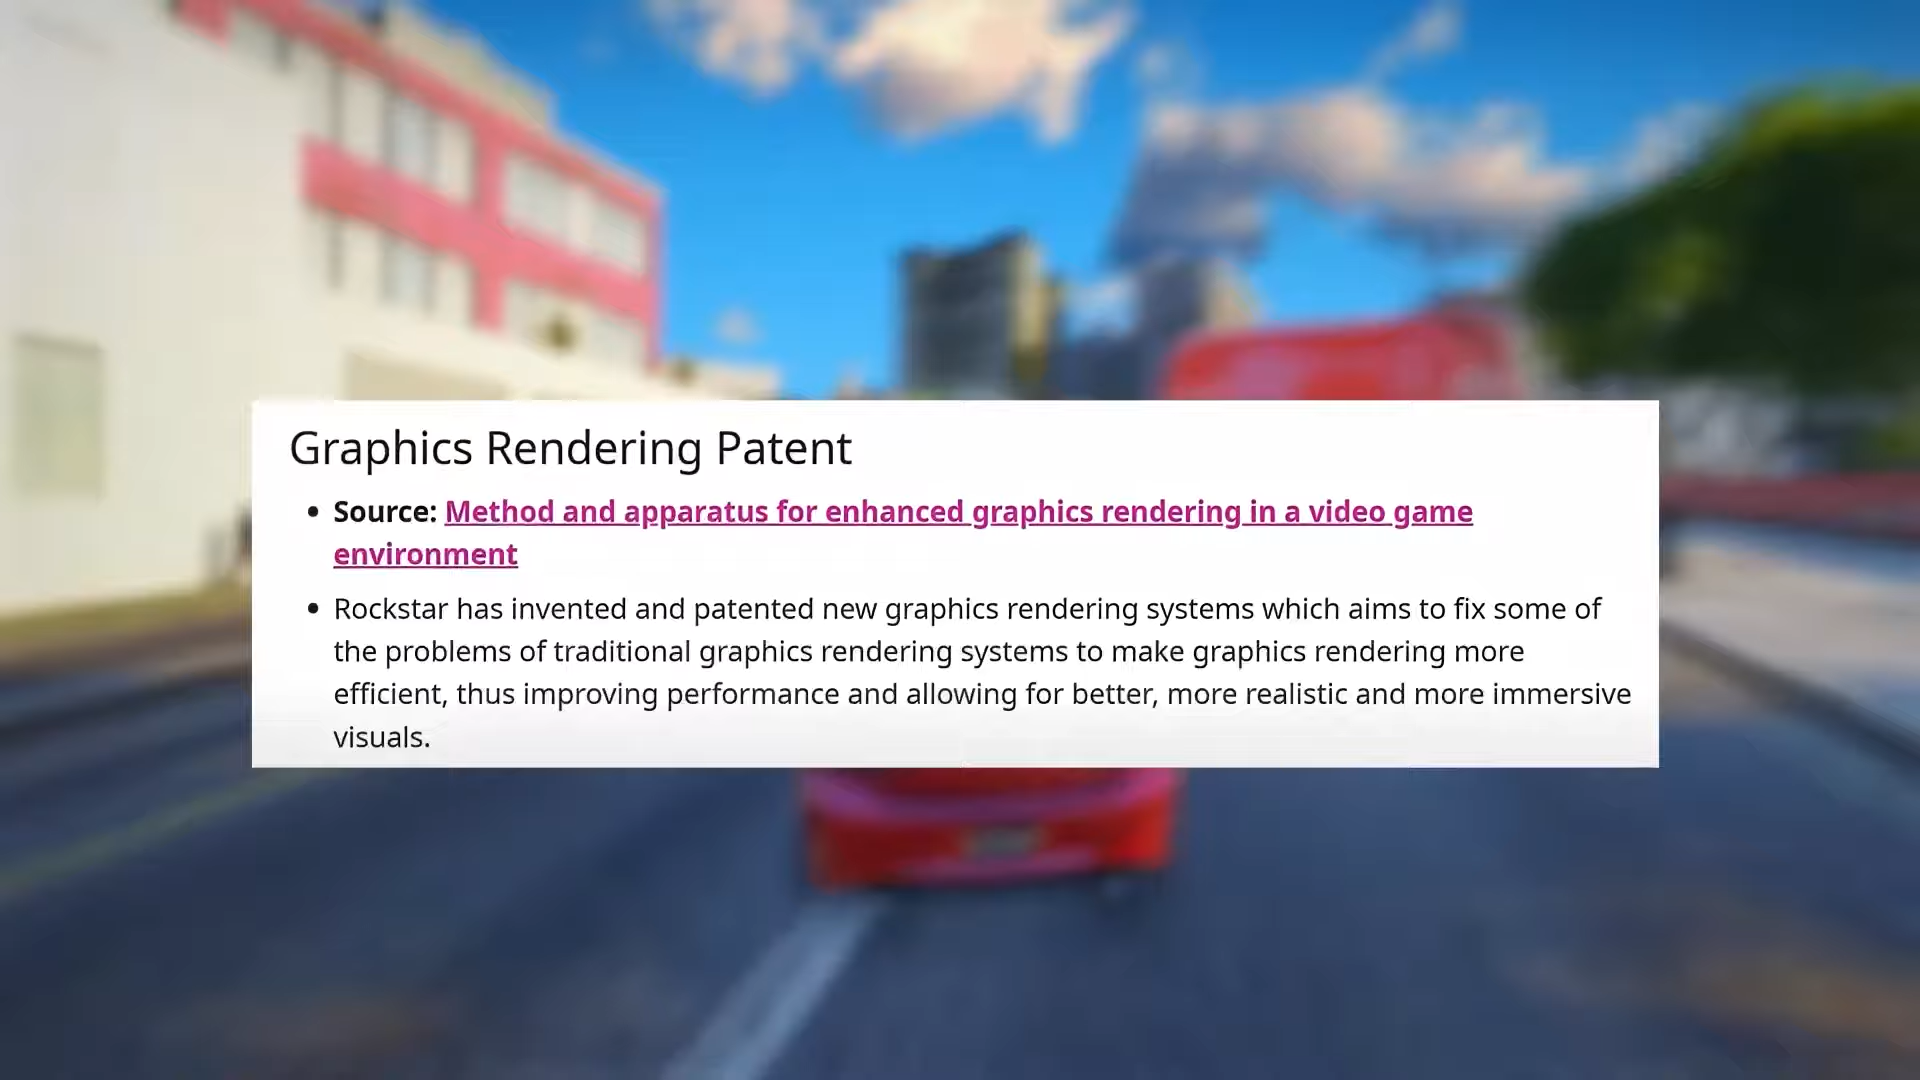 Graphics Rendering Patent
• Source: Method and apparatus for enhanced graphics rendering in a video game
environment
• Rockstar has invented and patented new graphics rendering systems which aims to fix some of
the problems of traditional graphics rendering systems to make graphics rendering more
efficient, thus improving performance and allowing for better, more realistic and more immersive
visuals.